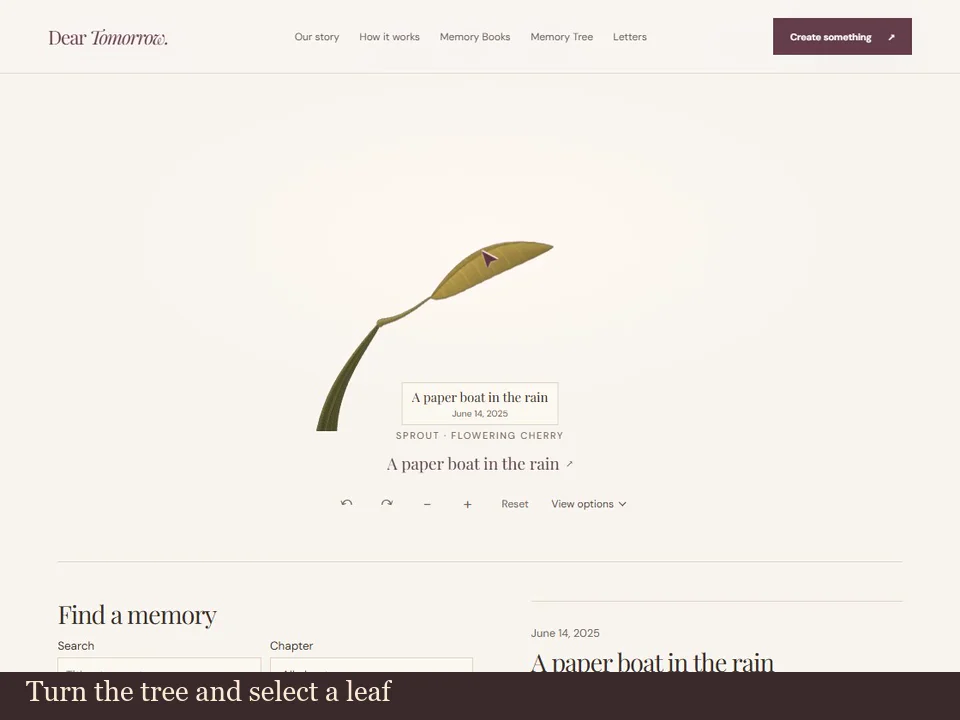 Dear Tomorrow.
Our story
How it works
Memory Books
Memory Tree
Letters
Create something ↗
A paper boat in the rain
June 14, 2025
SPROUT · FLOWERING CHERRY
A paper boat in the rain ↗
Reset
View options
Find a memory
Search
Chapter
June 14, 2025
A paper boat in the rain
Turn the tree and select a leaf